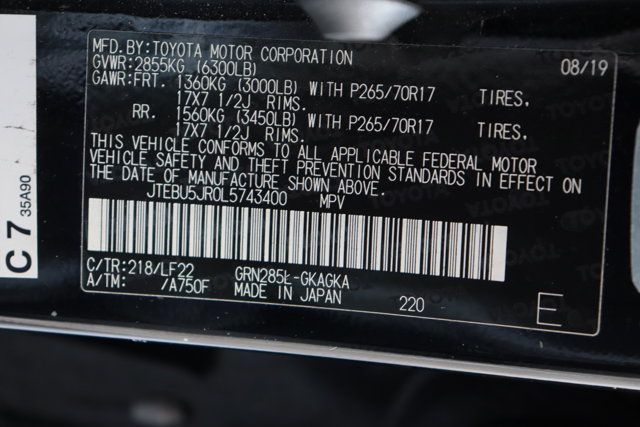 MFD.BY:TOYOTA MOTOR CORPORATION 08/19
GVWR:2855KG (6300LB)
GAWR:FRT. 1360KG (3000LB) WITH P265/70R17 TIRES.
17X7 1/2J RIMS.
RR. 1560KG (3450LB) WITH P265/70R17 TIRES.
17X7 1/2J RIMS.
THIS VEHICLE CONFORMS TO ALL APPLICABLE FEDERAL MOTOR
VEHICLE SAFETY AND THEFT PREVENTION STANDARDS IN EFFECT ON
THE DATE OF MANUFACTURE SHOWN ABOVE.
JTEBU5JR0L5743400 MPV
C/TR:218/LF22 GRN285L-GKAGKA
A/TM: /A750F MADE IN JAPAN 220 E
C 7 35A90